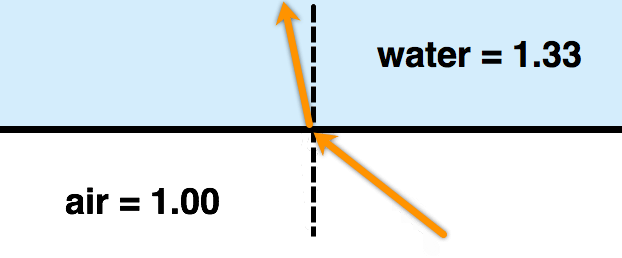 water = 1.33
air = 1.00